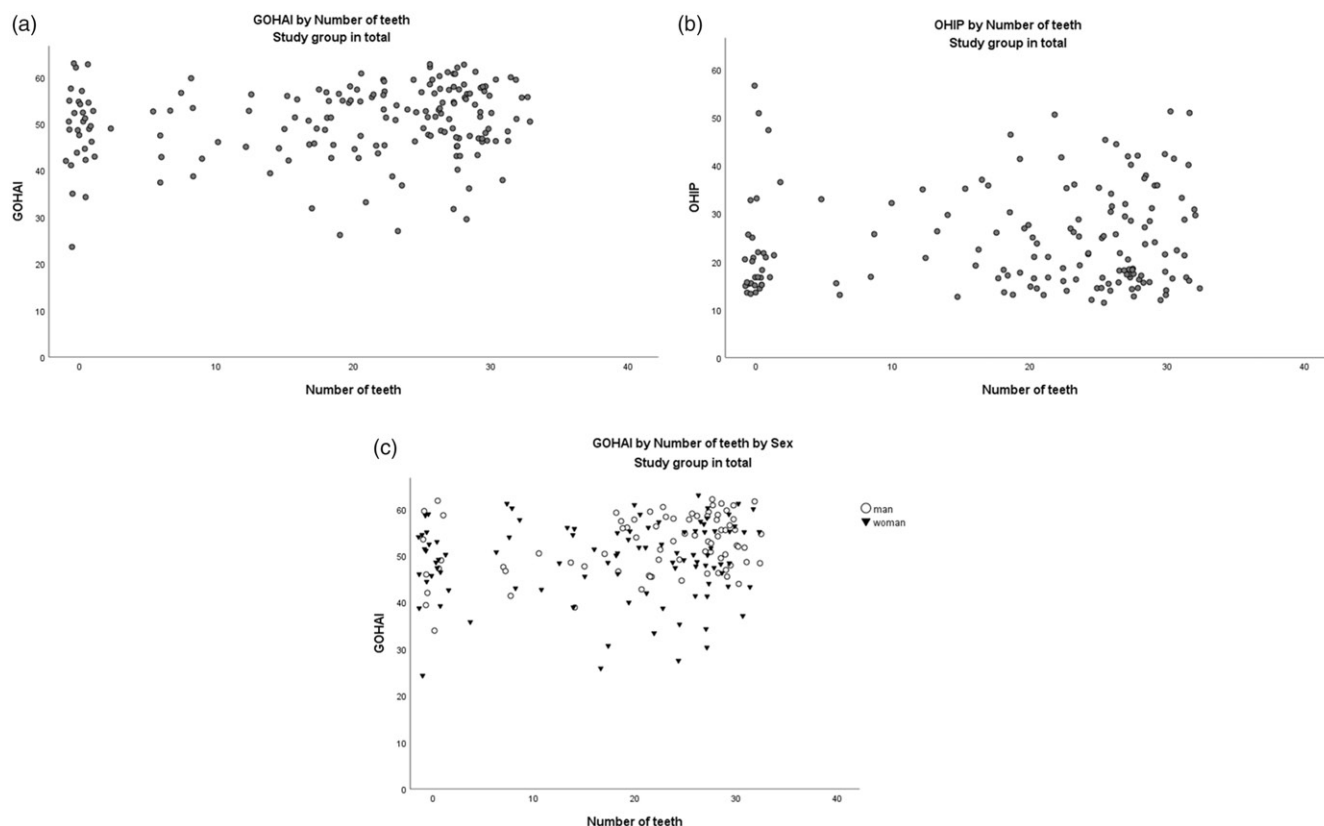 (a)
GOHAI by Number of teeth
Study group in total
GOHAI
60
50
40
30
20
10
0
0 10 20 30 40
Number of teeth
(b)
OHIP by Number of teeth
Study group in total
OHIP
60
50
40
30
20
10
0
0 10 20 30 40
Number of teeth
(c)
GOHAI by Number of teeth by Sex
Study group in total
GOHAI
60
50
40
30
20
10
0
0 10 20 30 40
Number of teeth
man
woman